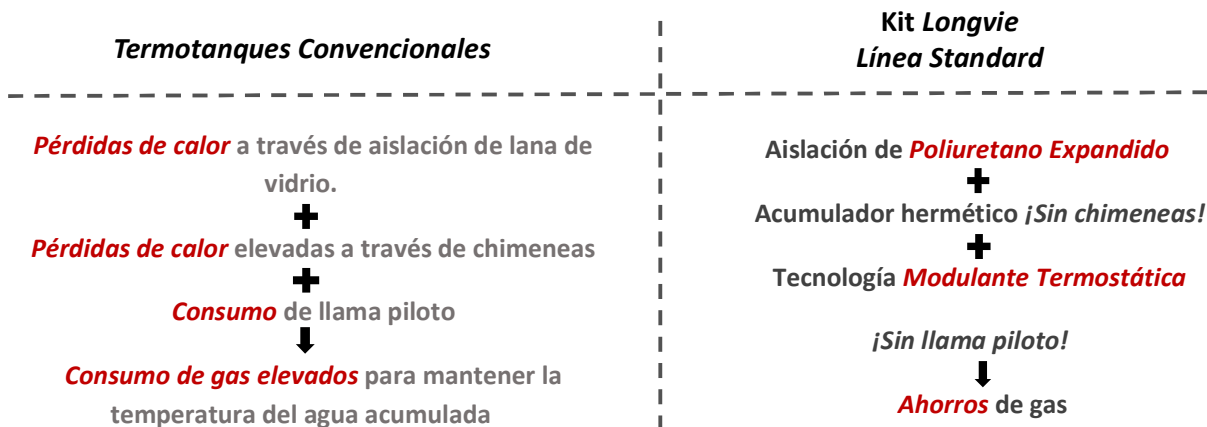 Termotanques Convencionales
Pérdidas de calor a través de aislación de lana de
vidrio.
Pérdidas de calor elevadas a través de chimeneas
Consumo de llama piloto
Consumo de gas elevados para mantener la
temperatura del agua acumulada
Kit Longvie
Línea Standard
Aislación de Poliuretano Expandido
Acumulador hermético ¡Sin chimeneas!
Tecnología Modulante Termostática
¡Sin llama piloto!
Ahorros de gas